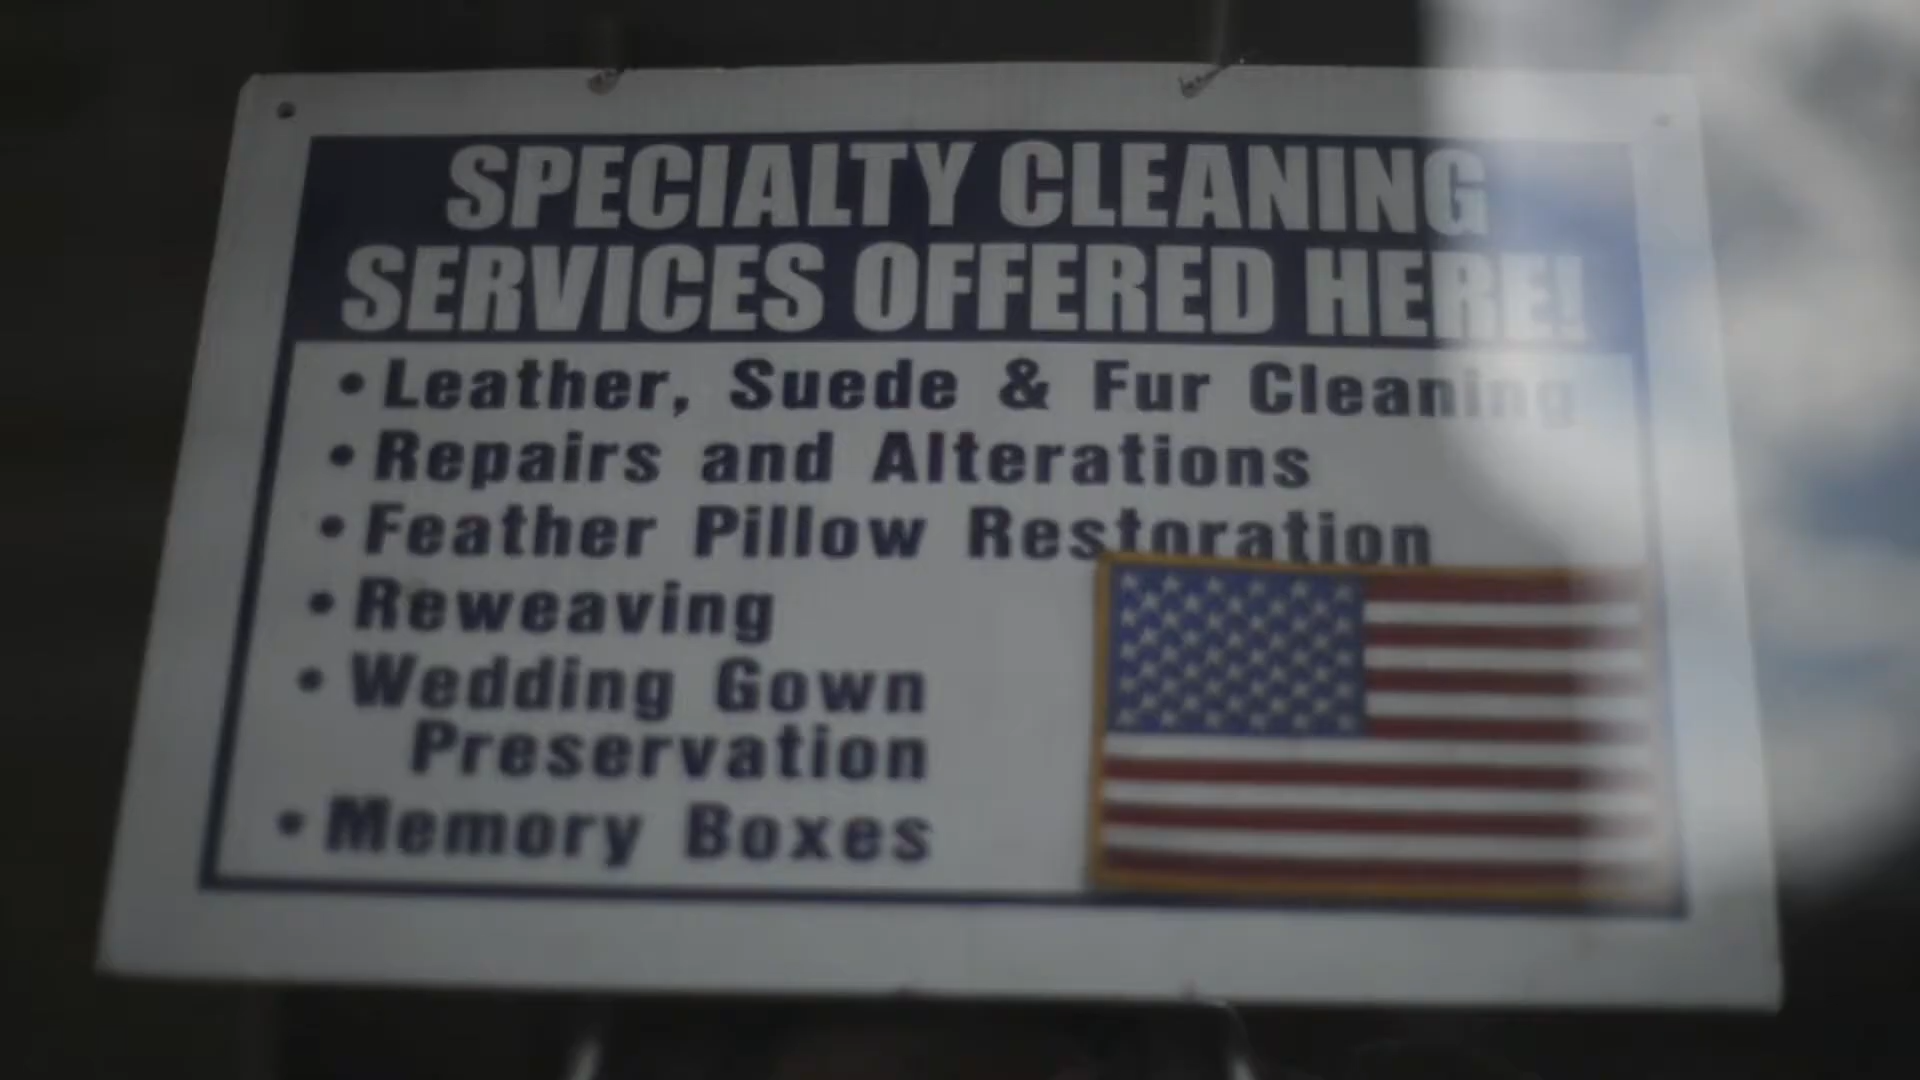 SPECIALTY CLEANING
SERVICES OFFERED HERE!
• Leather, Suede & Fur Cleaning
• Repairs and Alterations
• Feather Pillow Restoration
• Reweaving
• Wedding Gown
Preservation
• Memory Boxes